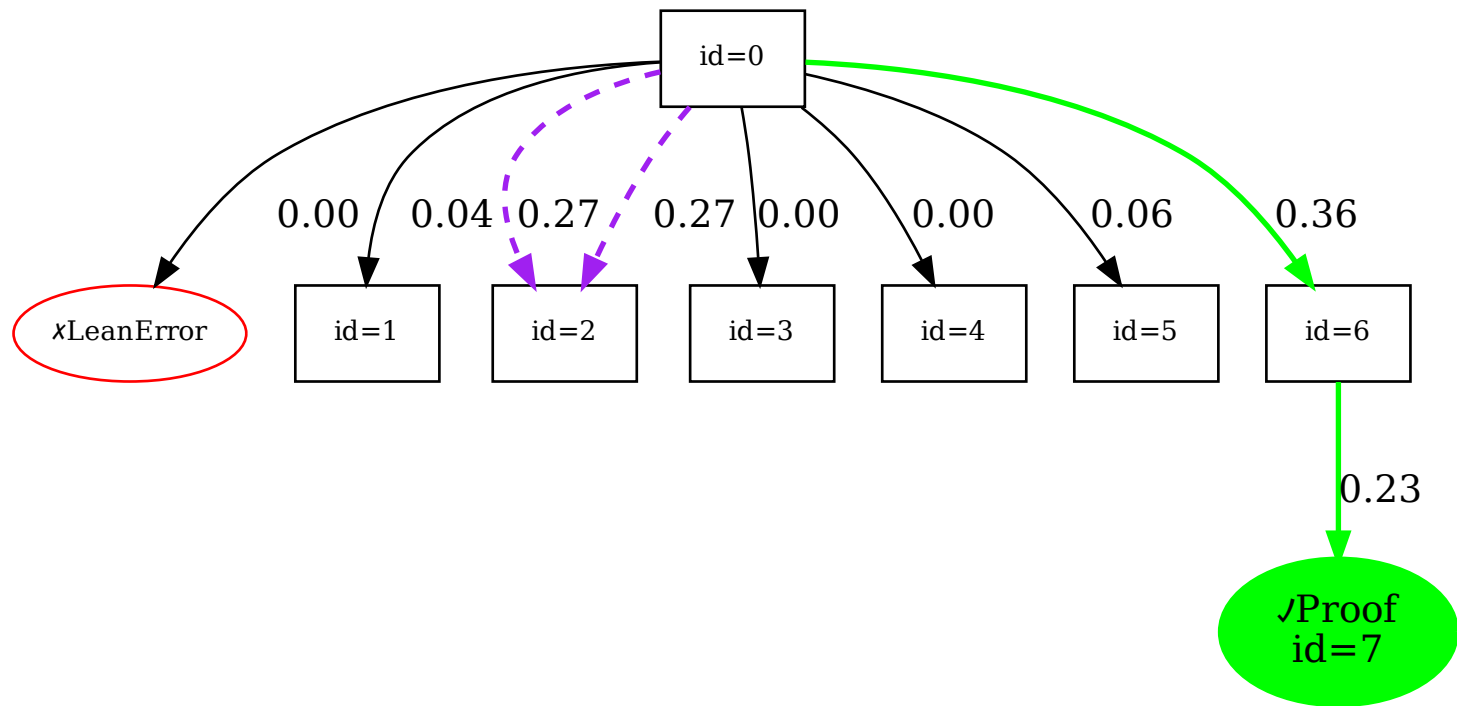 id=0
0.00
0.04
0.27
0.27
0.00
0.00
0.06
0.36
✗LeanError
id=1
id=2
id=3
id=4
id=5
id=6
0.23
✓Proof
id=7